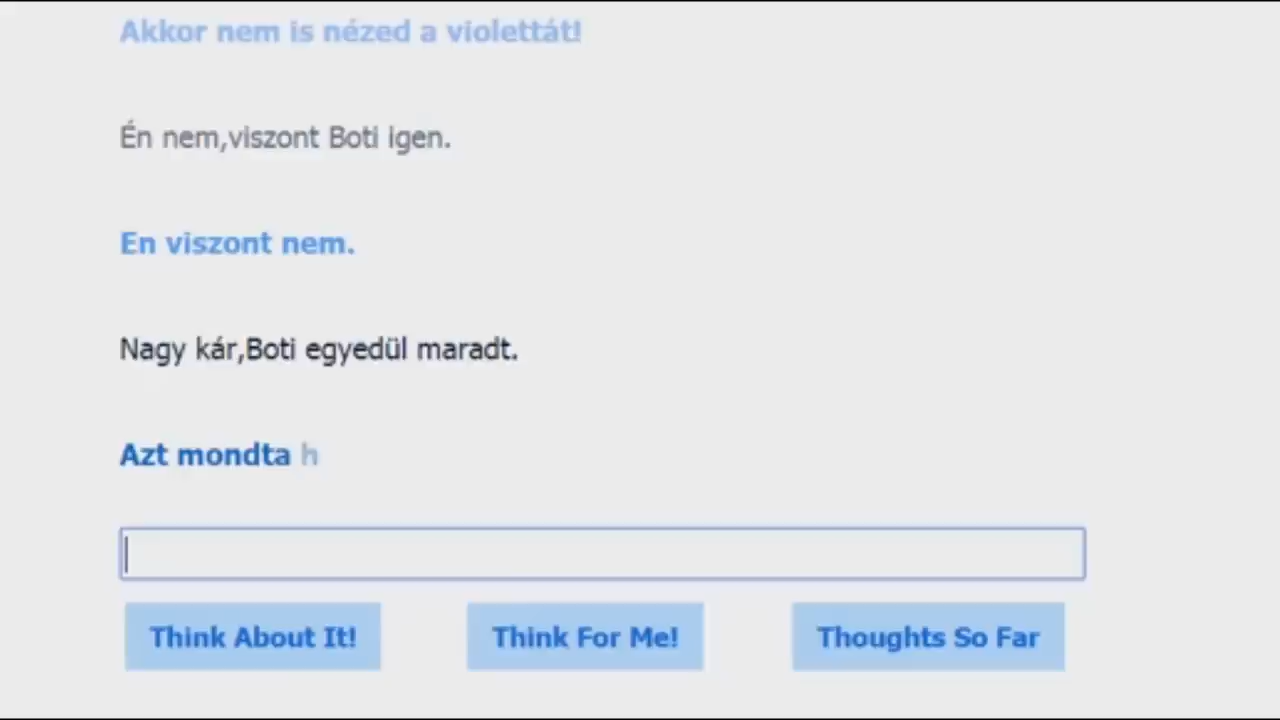 Akkor nem is nézed a violettát!
Én nem,viszont Boti igen.
En viszont nem.
Nagy kár,Boti egyedül maradt.
Azt mondta h
Think About It! Think For Me! Thoughts So Far